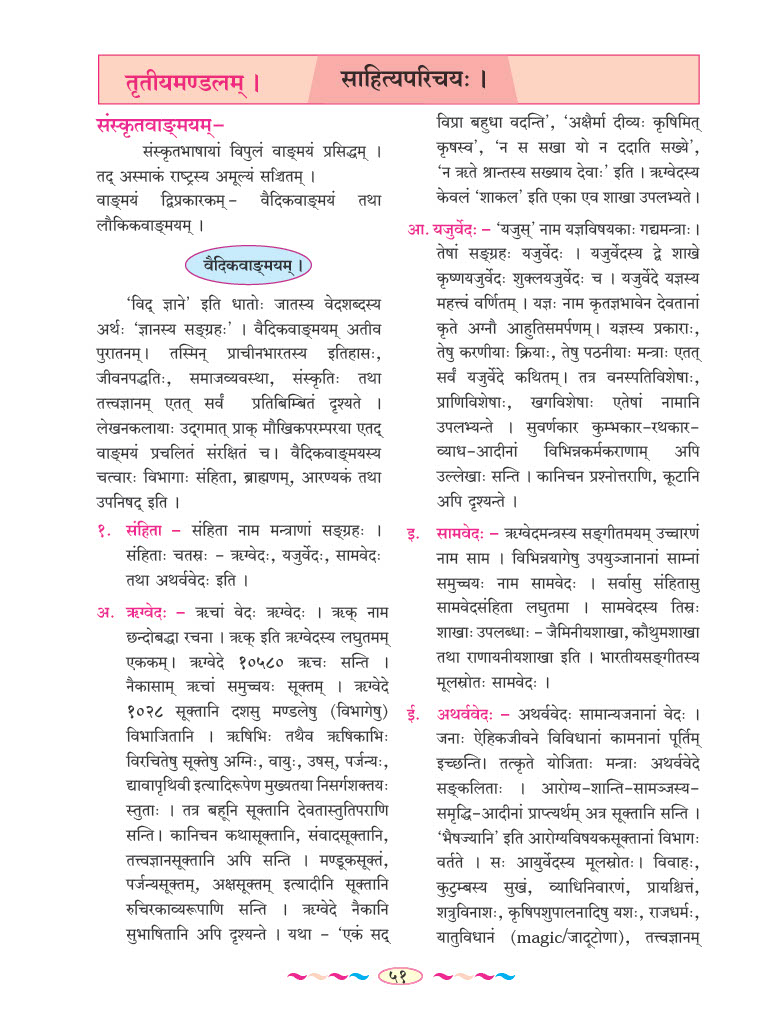 तृतीयमण्डलम् ।
साहित्यपरिचयः ।
संस्कृतवाङ्मयम्–
संस्कृतभाषायां विपुलं वाङ्मयं प्रसिद्धम् ।
तद् अस्माकं राष्ट्रस्य अमूल्यं सञ्चितम् ।
वाङ्मयं द्विप्रकारकम् – वैदिकवाङ्मयं तथा
लौकिकवाङ्मयम् ।
वैदिकवाङ्मयम् ।
‘विद् ज्ञाने’ इति धातोः जातस्य वेदशब्दस्य
अर्थः ‘ज्ञानस्य सङ्ग्रहः’ । वैदिकवाङ्मयम् अतीव
पुरातनम्। तस्मिन् प्राचीनभारतस्य इतिहासः,
जीवनपद्धतिः, समाजव्यवस्था, संस्कृतिः तथा
तत्त्वज्ञानम् एतत् सर्वं प्रतिबिम्बितं दृश्यते ।
लेखनकलायाः उद्गमात् प्राक् मौखिकपरम्परया एतद्
वाङ्मयं प्रचलितं संरक्षितं च। वैदिकवाङ्मयस्य
चत्वारः विभागाः संहिता, ब्राह्मणम्, आरण्यकं तथा
उपनिषद् इति ।
१. संहिता – संहिता नाम मन्त्राणां सङ्ग्रहः ।
संहिताः चतस्रः – ऋग्वेदः, यजुर्वेदः, सामवेदः
तथा अथर्ववेदः इति ।
अ. ऋग्वेदः – ऋचां वेदः ऋग्वेदः । ऋक् नाम
छन्दोबद्धा रचना । ऋक् इति ऋग्वेदस्य लघुतमम्
एककम्। ऋग्वेदे १०५८० ऋचः सन्ति ।
नैकासाम् ऋचां समुच्चयः सूक्तम् । ऋग्वेदे
१०२८ सूक्तानि दशसु मण्डलेषु (विभागेषु)
विभाजितानि । ऋषिभिः तथैव ऋषिकाभिः
विरचितेषु सूक्तेषु अग्निः, वायुः, उषस्, पर्जन्यः,
द्यावापृथिवी इत्यादिरूपेण मुख्यतया निसर्गशक्तयः
स्तुताः । तत्र बहूनि सूक्तानि देवतास्तुतिपराणि
सन्ति। कानिचन कथासूक्तानि, संवादसूक्तानि,
तत्त्वज्ञानसूक्तानि अपि सन्ति । मण्डूकसूक्तं,
पर्जन्यसूक्तम्, अक्षसूक्तम् इत्यादीनि सूक्तानि
रुचिरकाव्यरूपाणि सन्ति । ऋग्वेदे नैकानि
सुभाषितानि अपि दृश्यन्ते । यथा – ‘एकं सद्
विप्रा बहुधा वदन्ति’, ‘अक्षैर्मा दीव्यः कृषिमित्
कृषस्व’, ‘न स सखा यो न ददाति सख्ये’,
‘न ऋते श्रान्तस्य सख्याय देवाः’ इति । ऋग्वेदस्य
केवलं ‘शाकल’ इति एका एव शाखा उपलभ्यते।
आ. यजुर्वेदः – ‘यजुस्’ नाम यज्ञविषयकाः गद्यमन्त्राः।
तेषां सङ्ग्रहः यजुर्वेदः । यजुर्वेदस्य द्वे शाखे
कृष्णयजुर्वेदः शुक्लयजुर्वेदः च । यजुर्वेदे यज्ञस्य
महत्त्वं वर्णितम् । यज्ञः नाम कृतज्ञभावेन देवतानां
कृते अग्नौ आहुतिसमर्पणम्। यज्ञस्य प्रकाराः,
तेषु करणीयाः क्रियाः, तेषु पठनीयाः मन्त्राः एतत्
सर्वं यजुर्वेदे कथितम्। तत्र वनस्पतिविशेषाः,
प्राणिविशेषाः, खगविशेषाः एतेषां नामानि
उपलभ्यन्ते । सुवर्णकार कुम्भकार–रथकार–
व्याध–आदीनां विभिन्नकर्मकराणाम् अपि
उल्लेखाः सन्ति । कानिचन प्रश्नोत्तराणि, कूटानि
अपि दृश्यन्ते ।
इ. सामवेदः – ऋग्वेदमन्त्रस्य सङ्गीतमयम् उच्चारणं
नाम साम । विभिन्नयागेषु उपयुञ्जानानां साम्नां
समुच्चयः नाम सामवेदः । सर्वासु संहितासु
सामवेदसंहिता लघुतमा । सामवेदस्य तिस्रः
शाखाः उपलब्धाः – जैमिनीयशाखा, कौथुमशाखा
तथा राणायनीयशाखा इति । भारतीयसङ्गीतस्य
मूलस्रोतः सामवेदः ।
ई. अथर्ववेदः – अथर्ववेदः सामान्यजनानां वेदः ।
जनाः ऐहिकजीवने विविधानां कामनानां पूर्तिम्
इच्छन्ति। तत्कृते योजिताः मन्त्राः अथर्ववेदे
सङ्कलिताः । आरोग्य–शान्ति–सामञ्जस्य–
समृद्धि–आदीनां प्राप्त्यर्थम् अत्र सूक्तानि सन्ति ।
‘भैषज्यानि’ इति आरोग्यविषयकसूक्तानां विभागः
वर्तते । सः आयुर्वेदस्य मूलस्रोतः। विवाहः,
कुटुम्बस्य सुखं, व्याधिनिवारणं, प्रायश्चित्तं,
शत्रुविनाशः, कृषिपशुपालनादिषु यशः, राजधर्मः,
यातुविधानं (magic/जादूटोणा), तत्त्वज्ञानम्
५१